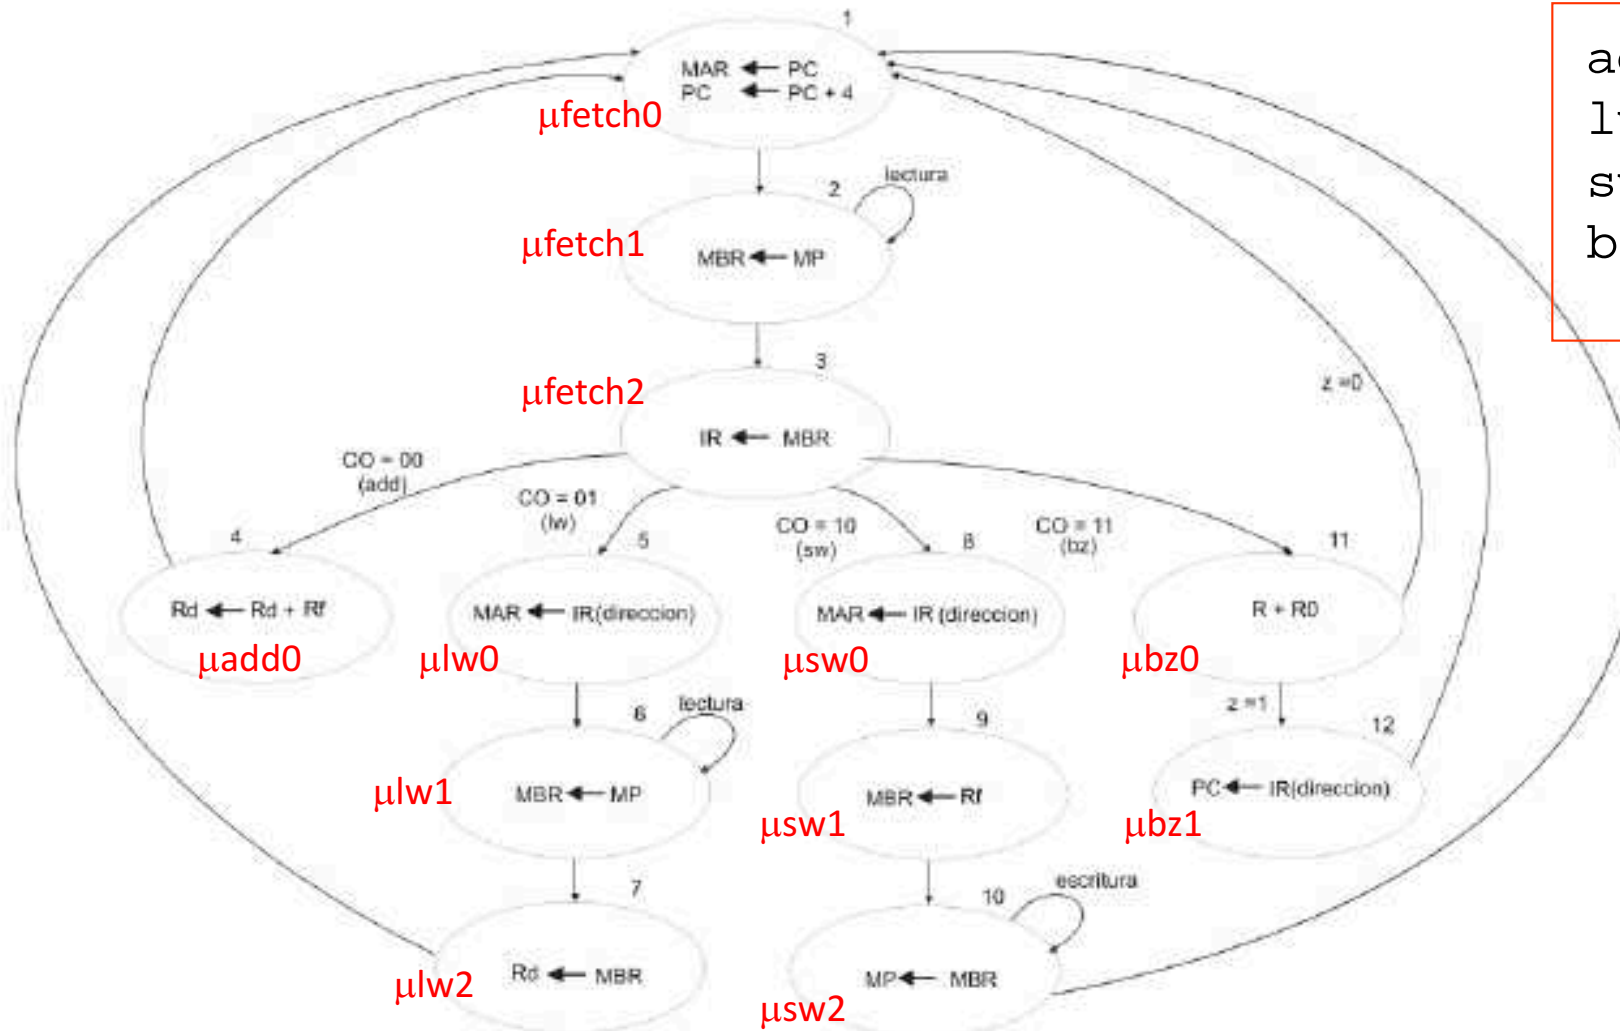 1
MAR ← PC
PC ← PC + 4
μfetch0
2
lectura
μfetch1
MBR ← MP
3
μfetch2
IR ← MBR
z =0
CO = 00
(add)
CO = 01
(lw)
CO = 10
(sw)
CO = 11
(bz)
4
Rd ← Rd + Rf
μadd0
5
MAR ← IR(direccion)
μlw0
8
MAR ← IR (direccion)
μsw0
11
R + R0
μbz0
z =1
6
lectura
MBR ← MP
μlw1
9
MBR ← Rf
μsw1
12
PC ← IR(direccion)
μbz1
7
Rd ← MBR
μlw2
10
escritura
MP ← MBR
μsw2